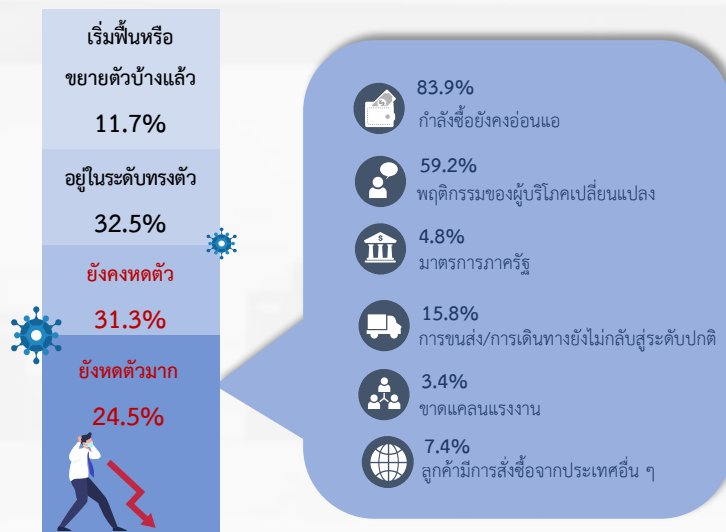 เริ่มฟื้นหรือ
ขยายตัวบ้างแล้ว
11.7%
อยู่ในระดับทรงตัว
32.5%
ยังคงหดตัว
31.3%
ยังหดตัวมาก
24.5%
83.9%
กำลังซื้อยังคงอ่อนแอ
59.2%
พฤติกรรมของผู้บริโภคเปลี่ยนแปลง
4.8%
มาตรการภาครัฐ
15.8%
การขนส่ง/การเดินทางยังไม่กลับสู่ระดับปกติ
3.4%
ขาดแคลนแรงงาน
7.4%
ลูกค้ามีการสั่งซื้อจากประเทศอื่น ๆ